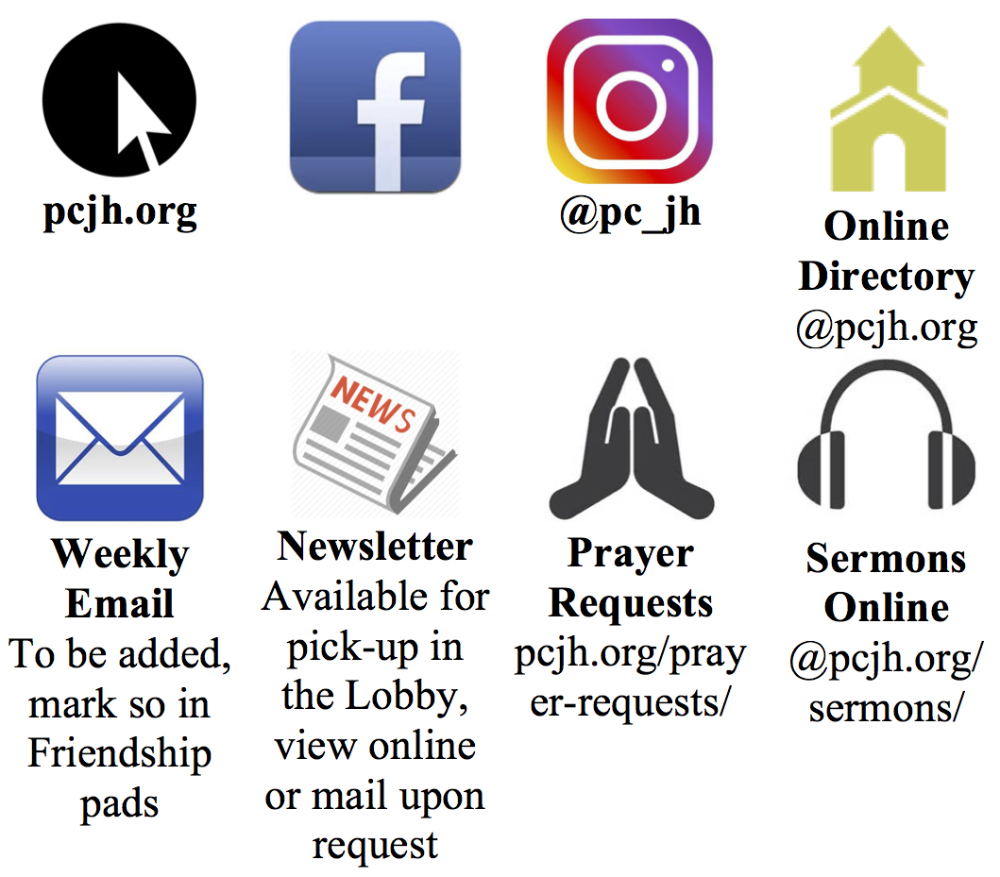 pcjh.org
f
@pc_jh
Online
Directory
@pcjh.org
Weekly
Email
To be added,
mark so in
Friendship
pads
NEWS
Newsletter
Available for
pick-up in
the Lobby,
view online
or mail upon
request
Prayer
Requests
pcjh.org/pray
er-requests/
Sermons
Online
@pcjh.org/
sermons/